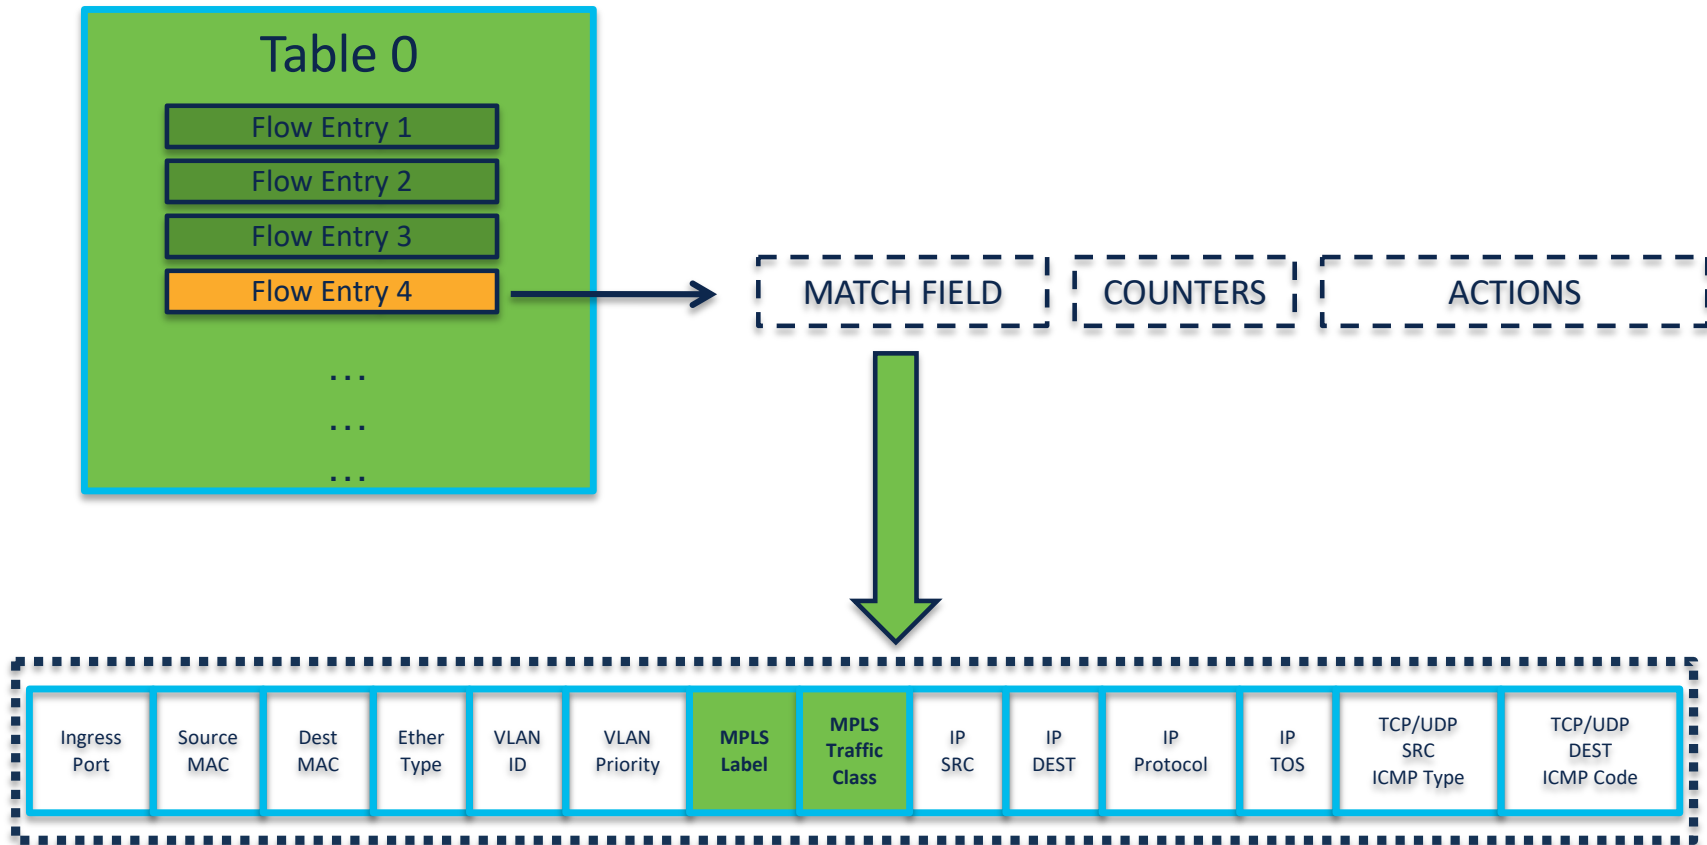 Table 0
Flow Entry 1
Flow Entry 2
Flow Entry 3
Flow Entry 4
...
...
...
MATCH FIELD
COUNTERS
ACTIONS
Ingress
Port
Source
MAC
Dest
MAC
Ether
Type
VLAN
ID
VLAN
Priority
MPLS
Label
MPLS
Traffic
Class
IP
SRC
IP
DEST
IP
Protocol
IP
TOS
TCP/UDP
SRC
ICMP Type
TCP/UDP
DEST
ICMP Code